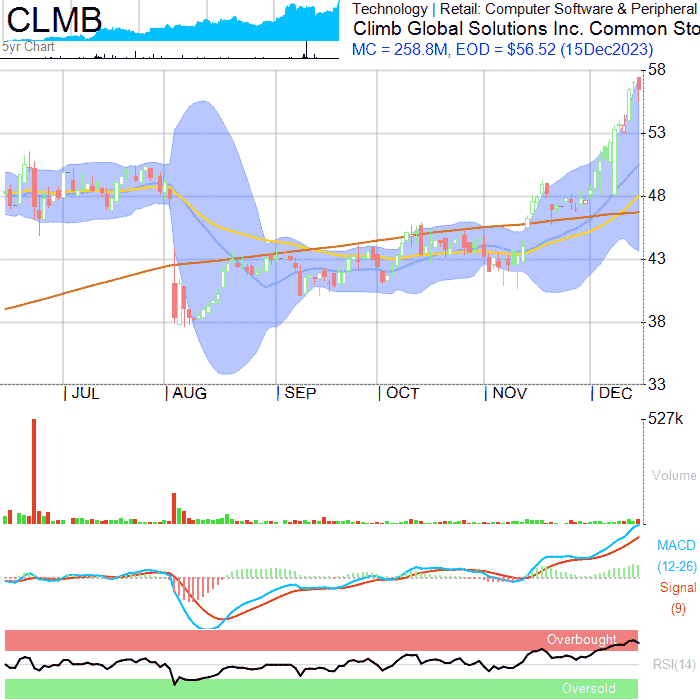 CLMB
5yr Chart
Technology | Retail: Computer Software & Peripheral
Climb Global Solutions Inc. Common Sto
MC = 258.8M, EOD = $56.52 (15Dec2023)
58
53
48
43
38
33
JUL AUG SEP OCT NOV DEC
527k
Volume
MACD
(12-26)
Signal
(9)
Overbought
RSI(14)
Oversold